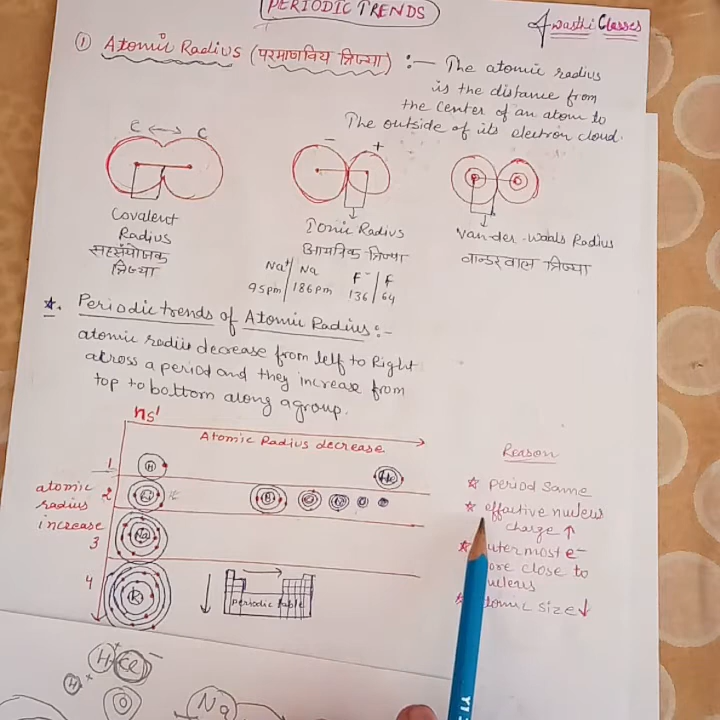 PERIODIC TRENDS
Awasthi Classes
① Atomic Radius (परमाणविय त्रिज्या) :— The atomic radius
is the distance from
the center of an atom to
The outside of its electron cloud.
C ←→ C
- +
Covalent
Radius
सहसंयोजक
त्रिज्या
Ionic Radius
आयनिक त्रिज्या
Na⁺ | Na F⁻ | F
95pm | 186pm 136 | 64
Van-der-Waals Radius
वान्डरवाल त्रिज्या
*. Periodic trends of Atomic Radius:-
atomic radii decrease from left to Right
across a period and they increase from
top to bottom along a group.
ns¹
Atomic Radius decrease
1 H He
atomic
radius
increase
2 Li B
3 Na
4 K
periodic table
Reason
☆ period same
☆ effective nucleus
charge ↑
☆ outermost e-
close to
☆ atomic size ↓
H⁺ Cl⁻
H⁺
O
Na